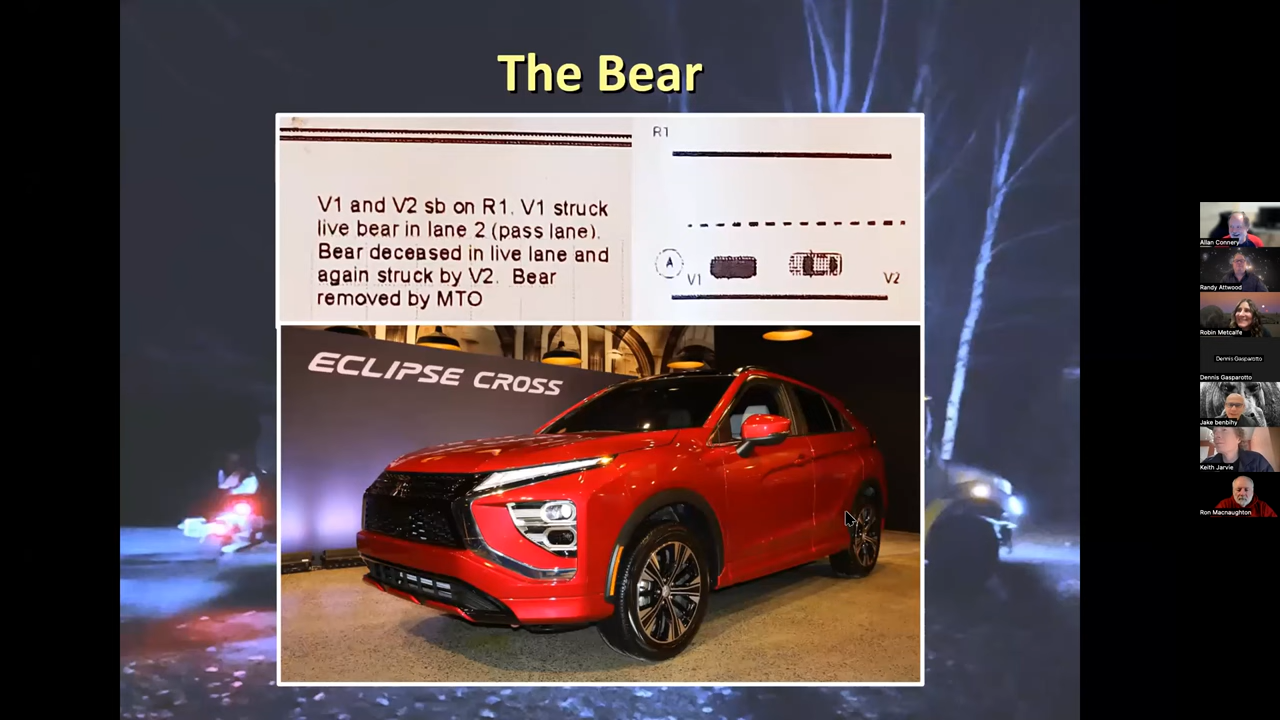 The Bear
V1 and V2 sb on R1. V1 struck
live bear in lane 2 (pass lane).
Bear deceased in live lane and
again struck by V2. Bear
removed by MTO
R1
A
V1
V2
ECLIPSE CROSS
Allan Connery
Randy Attwood
Robin Metcalfe
Dennis Gasparotto
Dennis Gasparotto
Jake benbihy
Keith Jarvie
Ron Macnaughton